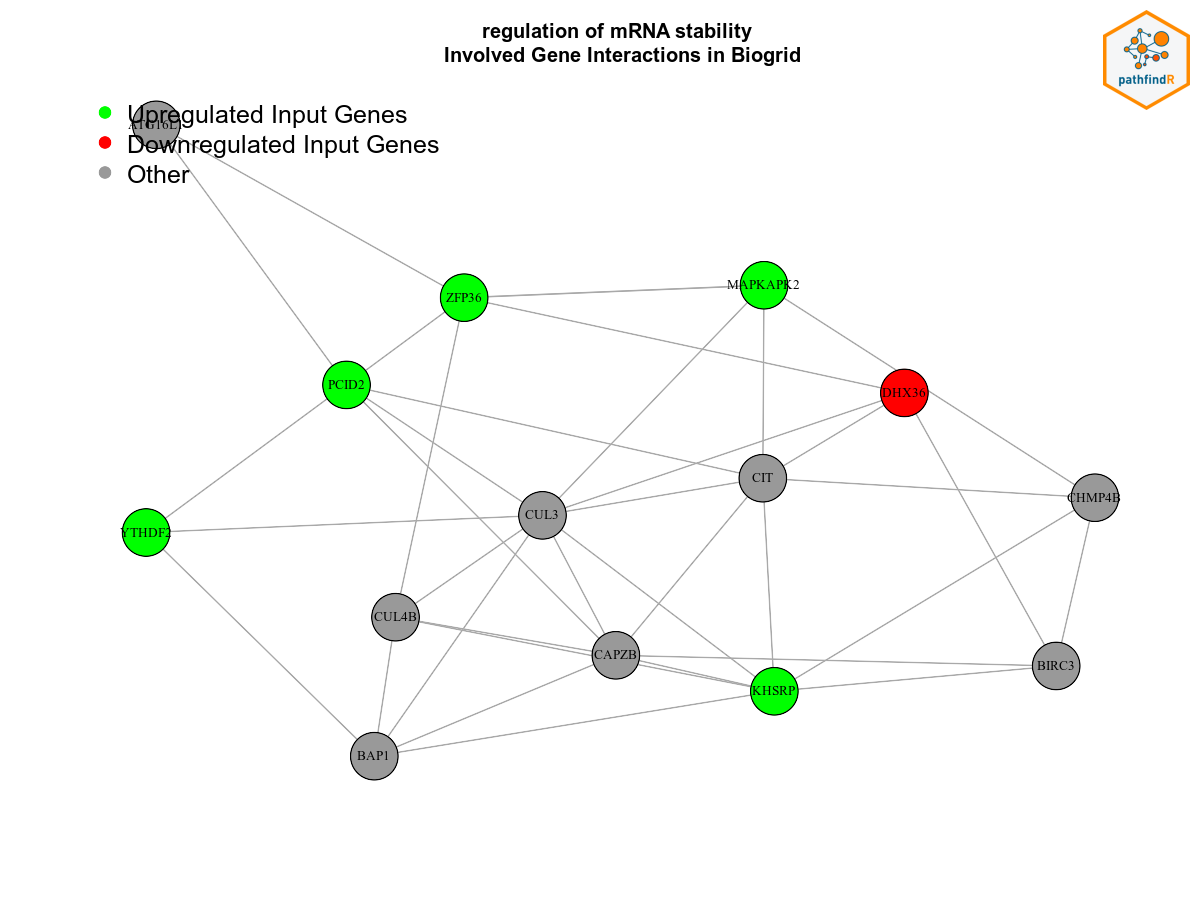 regulation of mRNA stability
Involved Gene Interactions in Biogrid
pathfindR
Upregulated Input Genes
ATG16L1
Downregulated Input Genes
Other
MAPKAPK2
ZFP36
PCID2
DHX36
CIT
CHMP4B
CUL3
YTHDF2
CUL4B
CAPZB
BIRC3
KHSRP
BAP1